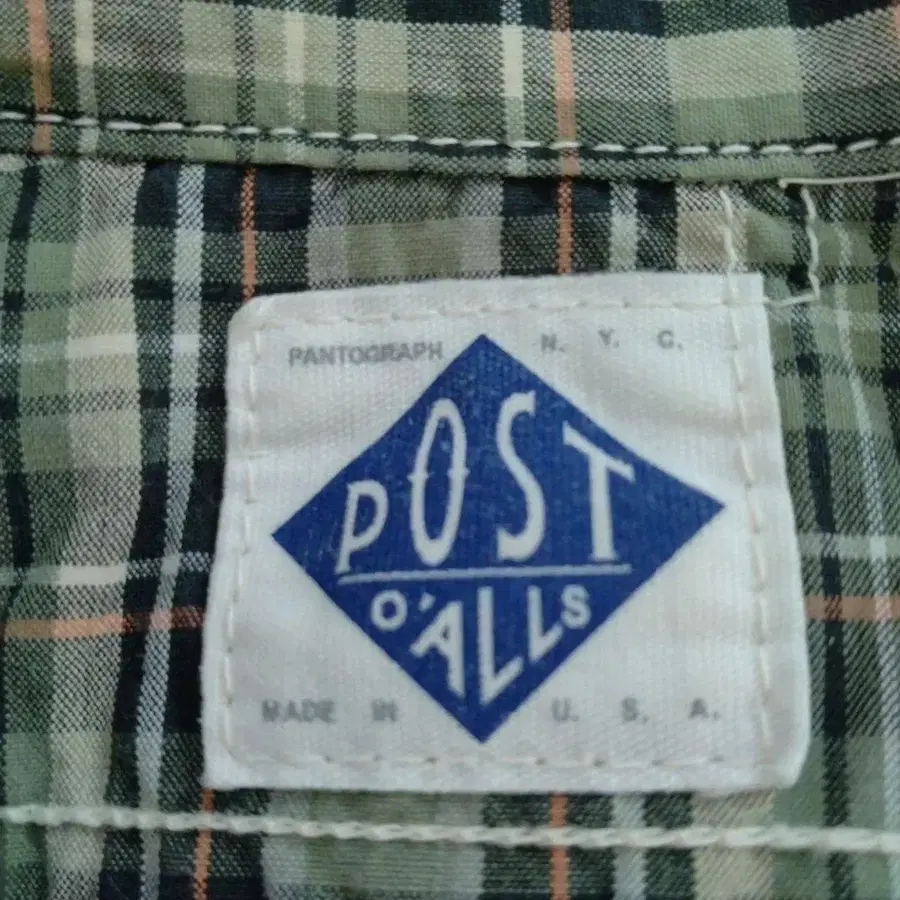 PANTOGRAPH N. Y. C.
POST
O'ALLS
MADE IN U. S. A.